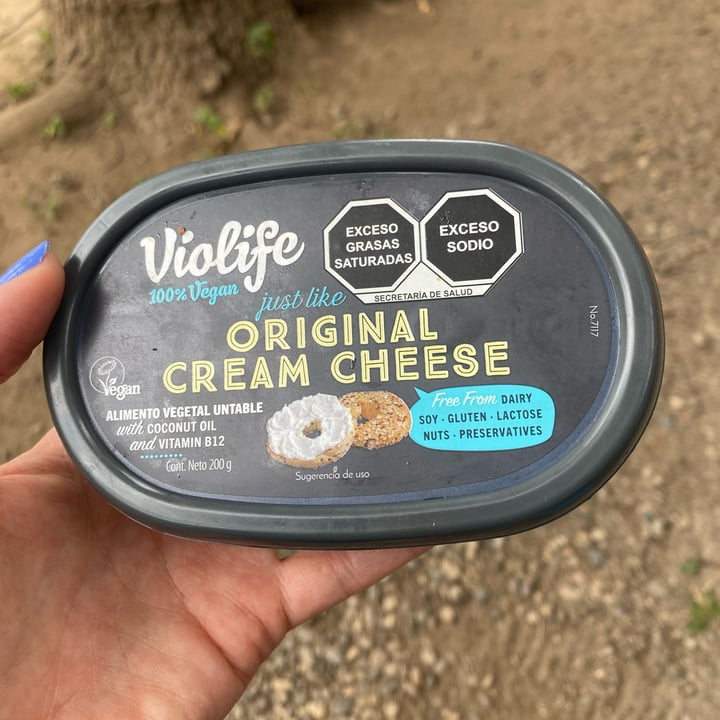 Violife
100% Vegan
EXCESO
GRASAS
SATURADAS
EXCESO
SODIO
SECRETARÍA DE SALUD
just like
ORIGINAL
CREAM CHEESE
No.7117
Vegan
ALIMENTO VEGETAL UNTABLE
with COCONUT OIL
and VITAMIN B12
Cont. Neto 200 g
Sugerencia de uso
Free From DAIRY
SOY · GLUTEN · LACTOSE
NUTS · PRESERVATIVES